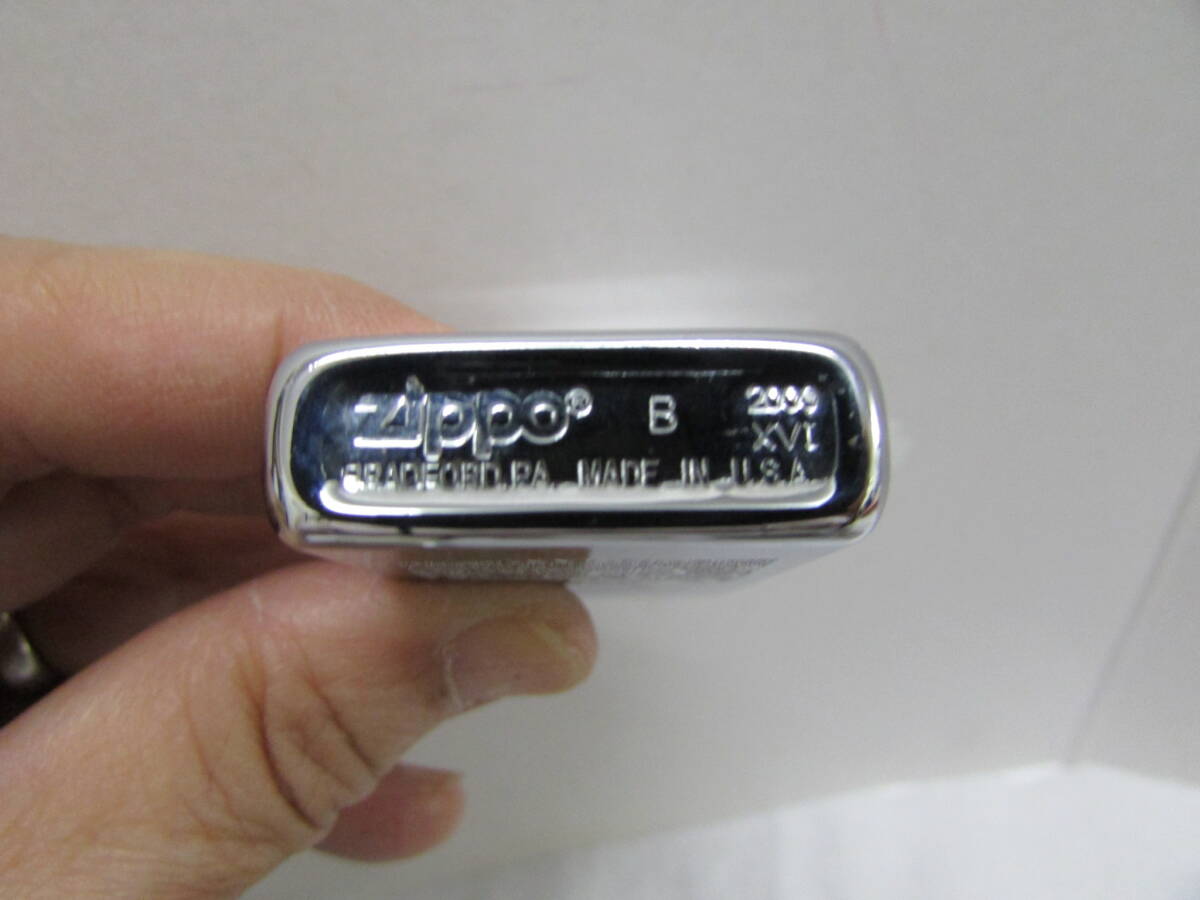 zippo® B 2000
XVI
BRADFORD, PA. MADE IN U.S.A.